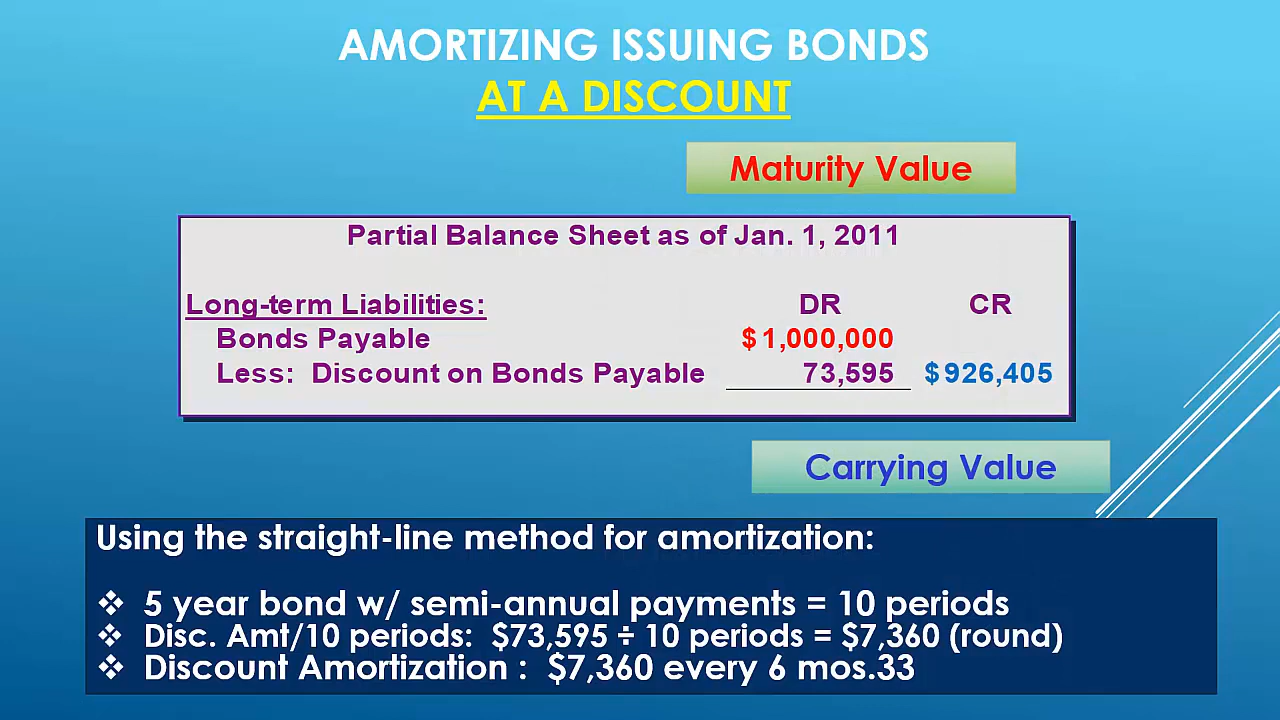 AMORTIZING ISSUING BONDS
AT A DISCOUNT
Maturity Value
Partial Balance Sheet as of Jan. 1, 2011
Long-term Liabilities: DR CR
Bonds Payable $1,000,000
Less: Discount on Bonds Payable 73,595 $926,405
Carrying Value
Using the straight-line method for amortization:
❖ 5 year bond w/ semi-annual payments = 10 periods
❖ Disc. Amt/10 periods: $73,595 ÷ 10 periods = $7,360 (round)
❖ Discount Amortization : $7,360 every 6 mos.33